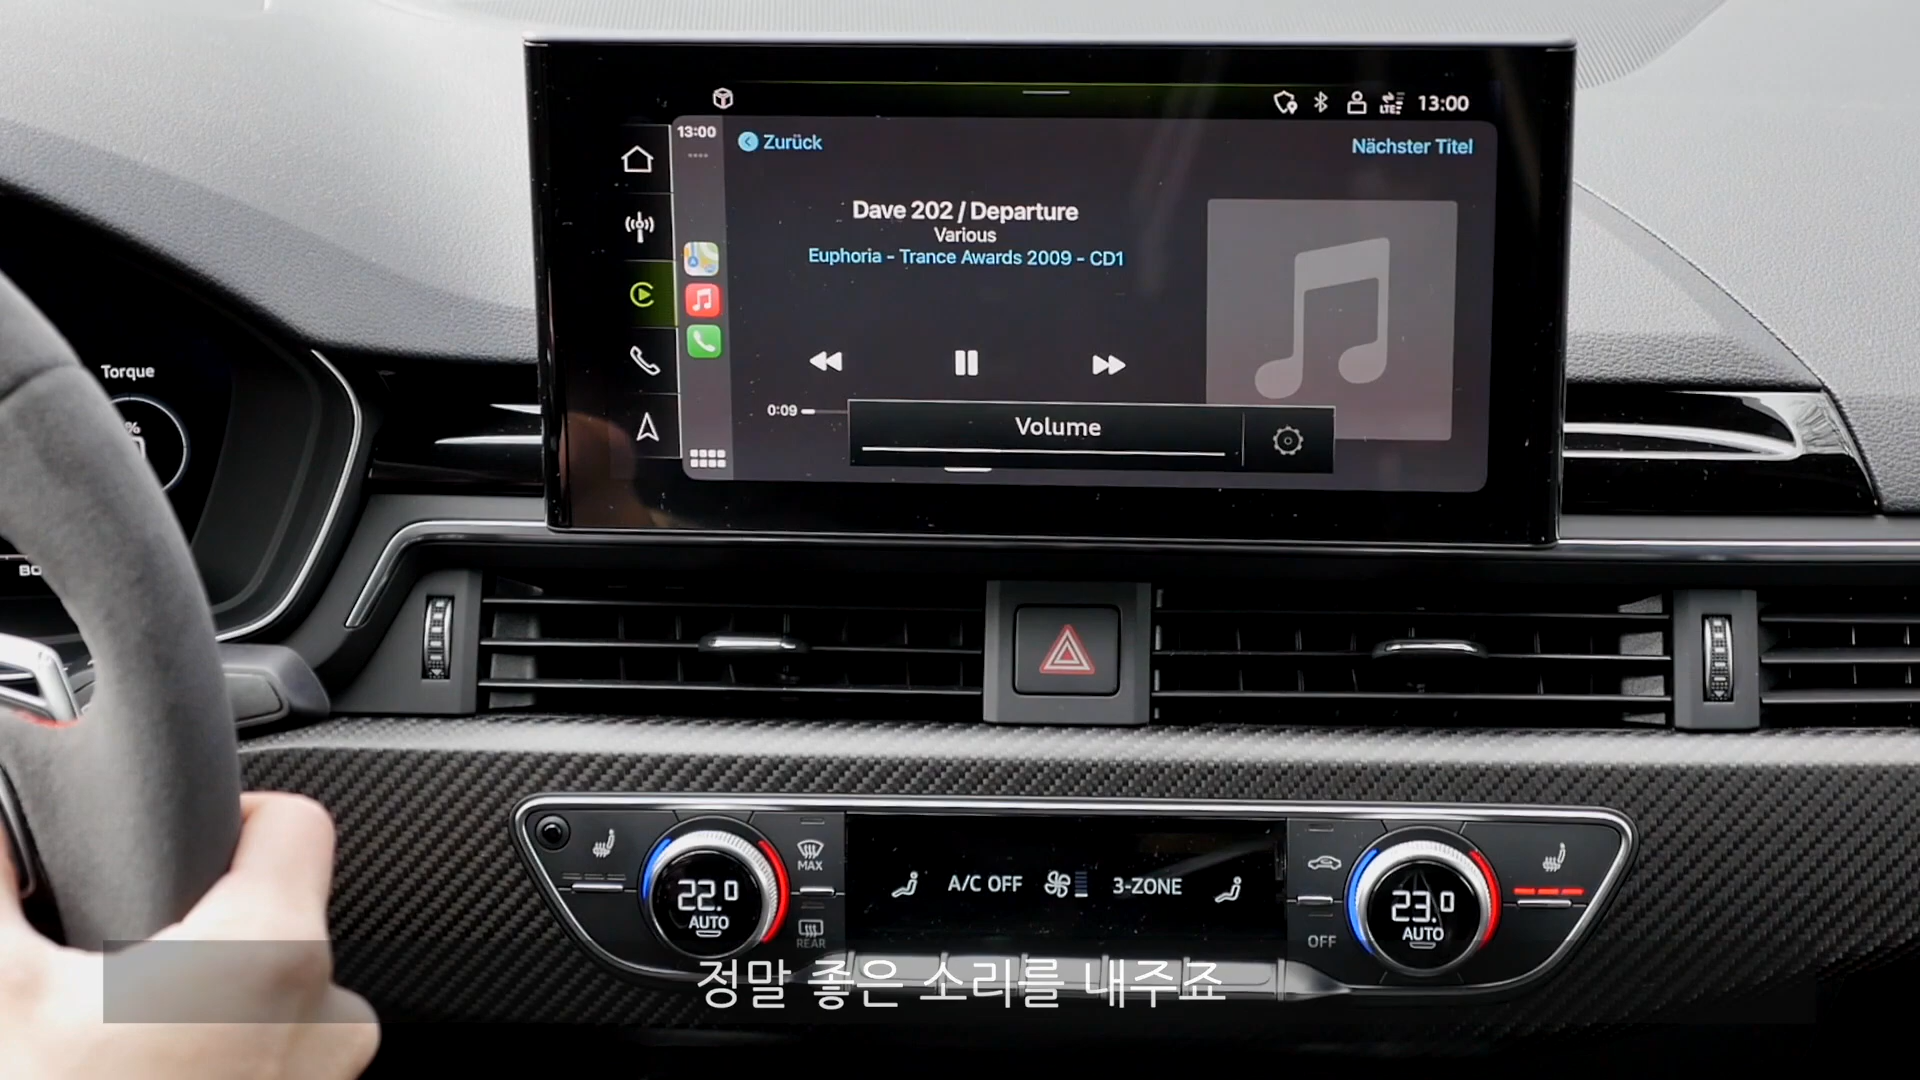 13:00
13:00
Zurück
Nächster Titel
Dave 202 / Departure
Various
Euphoria - Trance Awards 2009 - CD1
0:09
Volume
LTE
Torque
%
BO
MAX
22.0
AUTO
REAR
A/C OFF
3-ZONE
23.0
AUTO
OFF
정말 좋은 소리를 내주죠